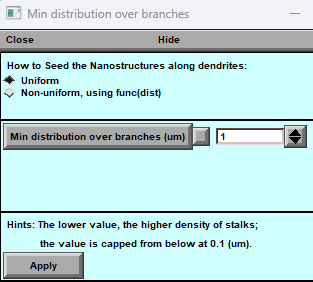 Min distribution over branches
Close Hide
How to Seed the Nanostructures along dendrites:
Uniform
Non-uniform, using func(dist)
Min distribution over branches (um) 1
Hints: The lower value, the higher density of stalks;
the value is capped from below at 0.1 (um).
Apply